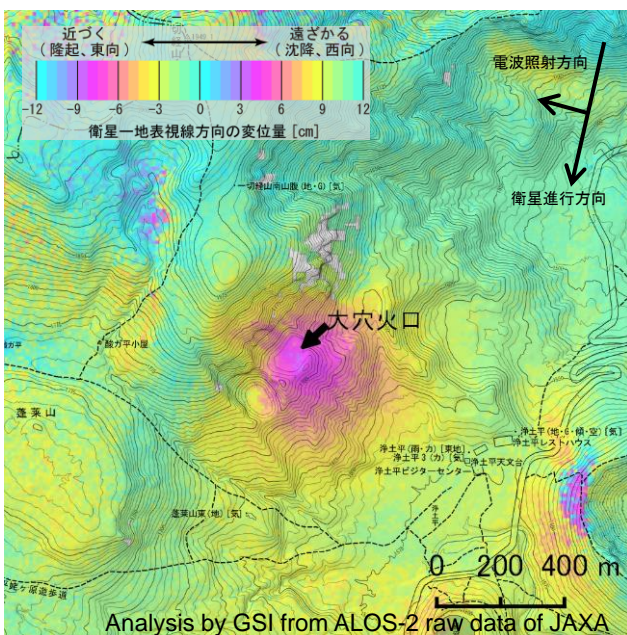 近づく
(隆起、東向)
遠ざかる
(沈降、西向)
-12 -9 -6 -3 0 3 6 9 12
衛星ー地表視線方向の変位量 [cm]
電波照射方向
衛星進行方向
一切経山南山腹(地・G)[気]
大穴火口
酸ガ平小屋
蓬莱山
浄土平(地・G・傾・空)[気]
浄土平レストハウス
浄土平(雨・カ)[東地]
浄土平3(カ)[気]
浄土平天文台
浄土平ビジターセンター
浄土平
蓬莱山東(地)[気]
0 200 400 m
Analysis by GSI from ALOS-2 raw data of JAXA